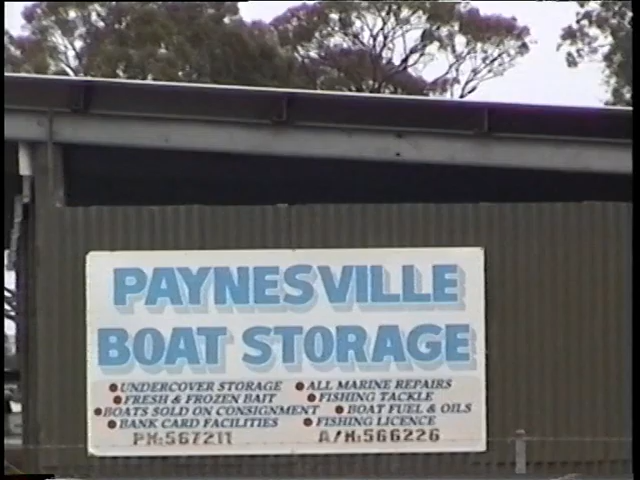 PAYNESVILLE
BOAT STORAGE
●UNDERCOVER STORAGE ●ALL MARINE REPAIRS
●FRESH & FROZEN BAIT ●FISHING TACKLE
●BOATS SOLD ON CONSIGNMENT ●BOAT FUEL & OILS
●BANK CARD FACILITIES ●FISHING LICENCE
PH:567211 A/H:566226